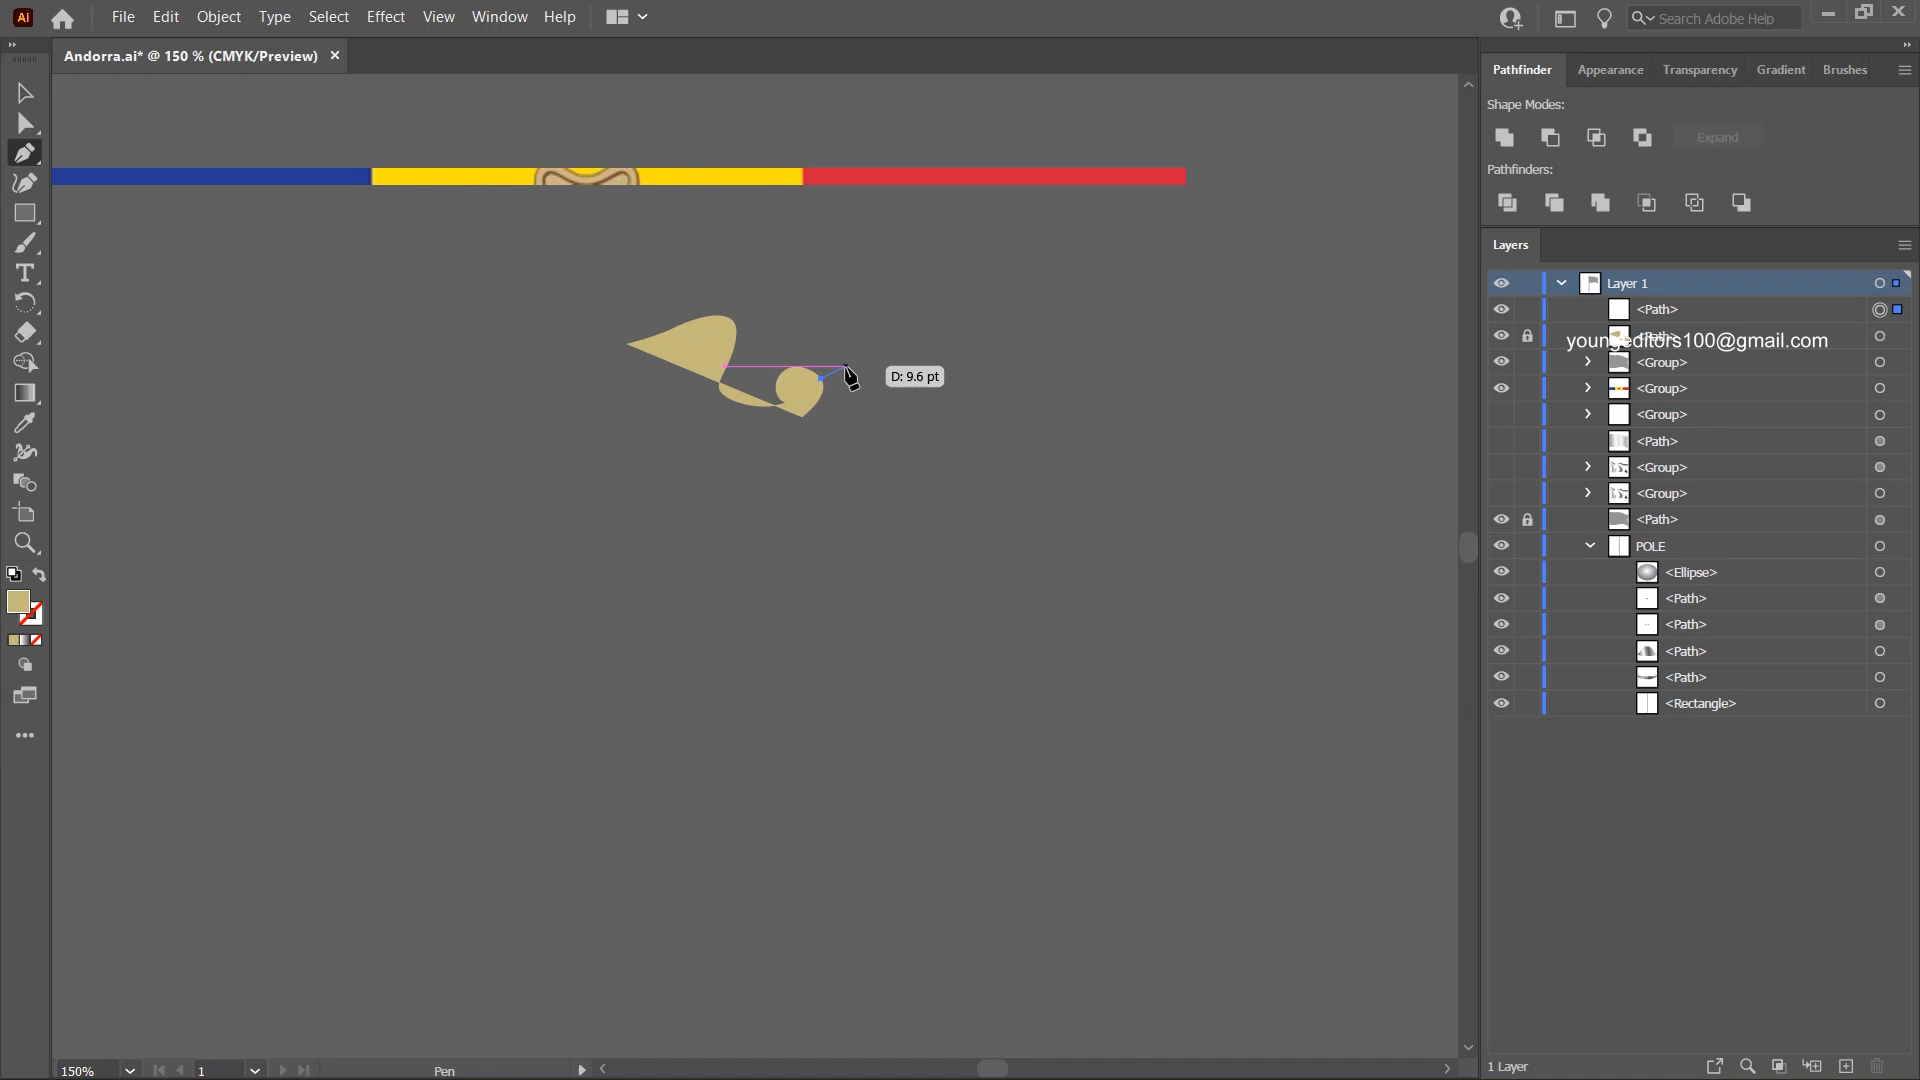 Ai File Edit Object Type Select Effect View Window Help Search Adobe Help
Andorra.ai* @ 150 % (CMYK/Preview) ×
Pathfinder Appearance Transparency Gradient Brushes
Shape Modes:
Expand
Pathfinders:
Layers
Layer 1
<Path>
youngeditors100@gmail.com
<Group>
D: 9.6 pt
<Group>
<Group>
<Path>
<Group>
<Group>
<Path>
POLE
<Ellipse>
<Path>
<Path>
<Path>
<Path>
<Rectangle>
150% 1 Pen
1 Layer